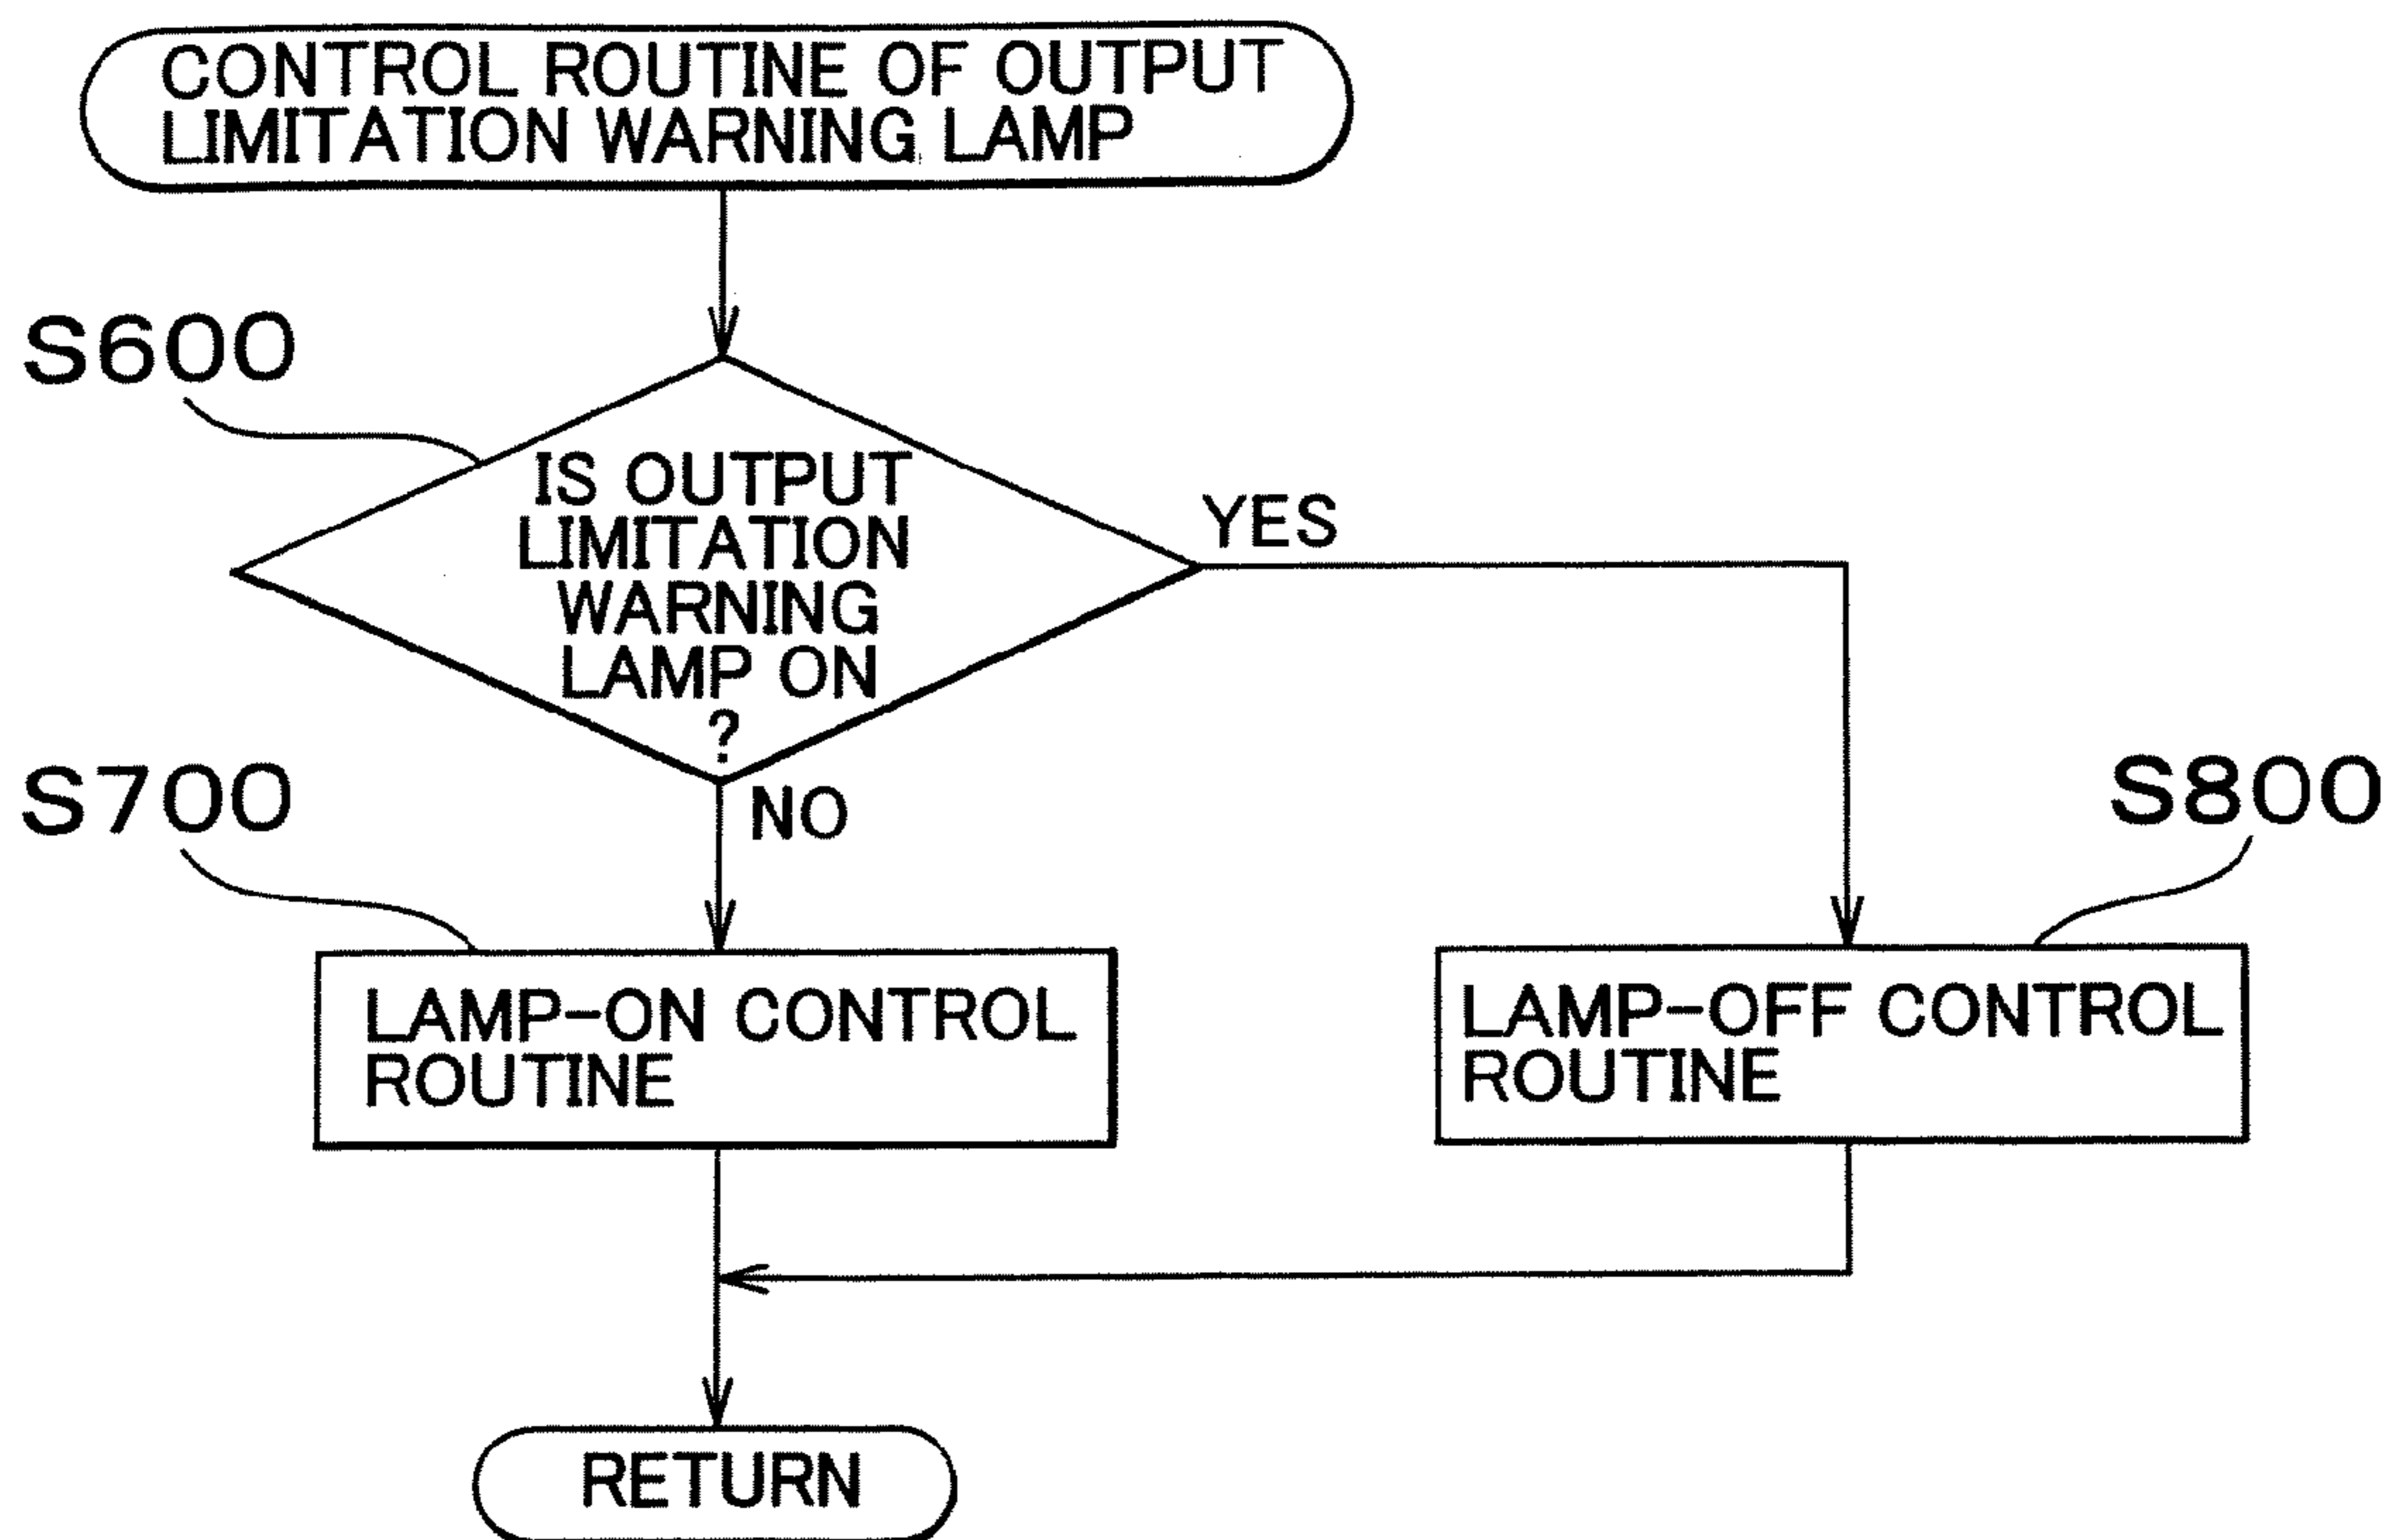 CONTROL ROUTINE OF OUTPUT
LIMITATION WARNING LAMP
S600
IS OUTPUT
LIMITATION
WARNING
LAMP ON
?
YES
NO
S700
S800
LAMP-ON CONTROL
ROUTINE
LAMP-OFF CONTROL
ROUTINE
RETURN